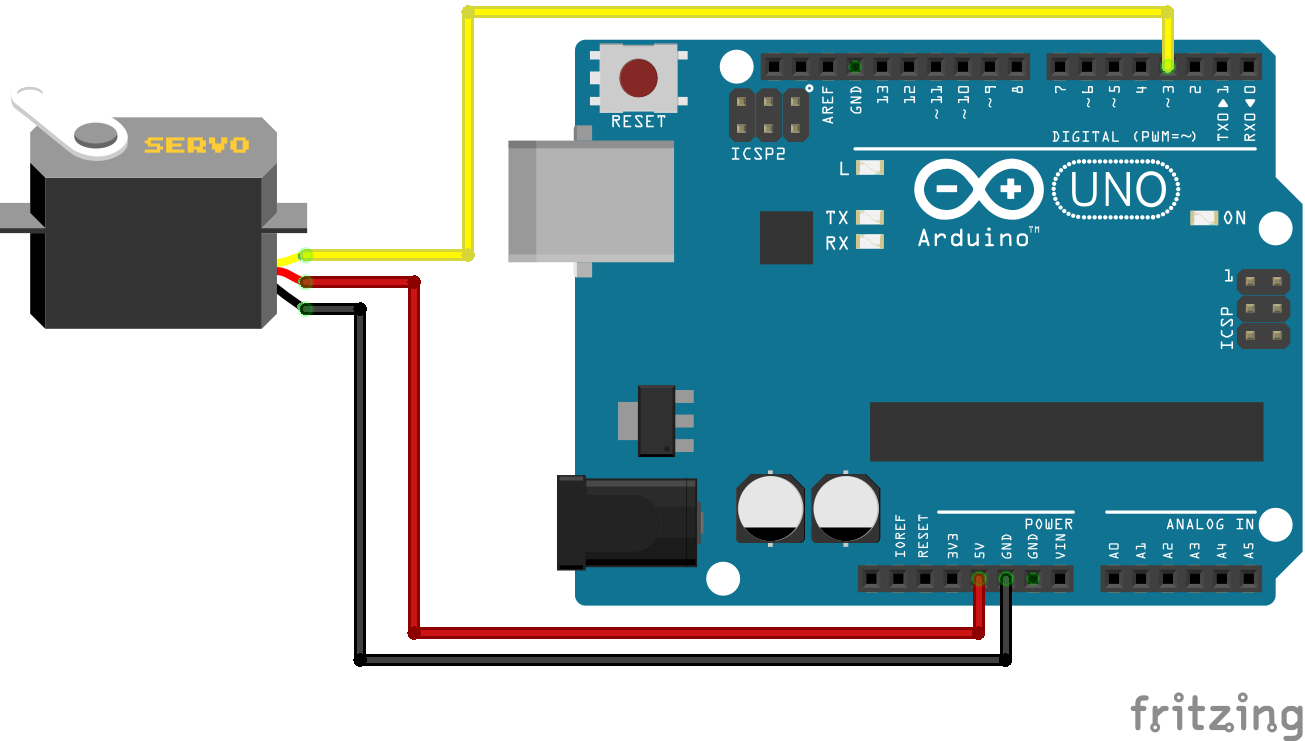 RESET
ICSP2
AREF
GND
13
12
~11
~10
~9
8
7
~6
~5
4
~3
2
TX0▶1
RX0◀0
DIGITAL (PWM=~)
SERVO
L
TX
RX
UNO
Arduino™
ON
1
ICSP
POWER
ANALOG IN
IOREF
RESET
3V3
5V
GND
GND
VIN
A0
A1
A2
A3
A4
A5
fritzing